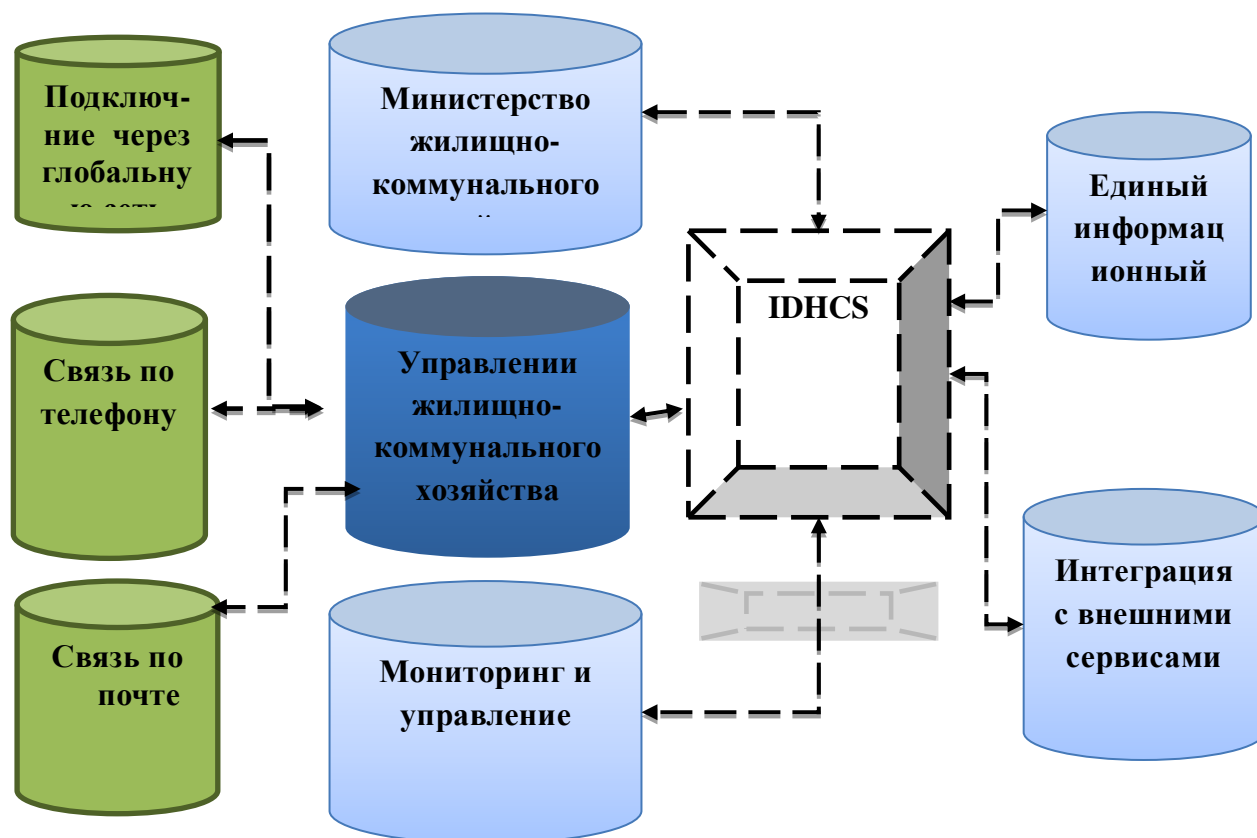 Подключ-
ние через
глобальну
Министерство
жилищно-
коммунального
Единый
информац
ионный
IDHCS
Связь по
телефону
Управлении
жилищно-
коммунального
хозяйства
Связь по
почте
Мониторинг и
управление
Интеграция
с внешними
сервисами